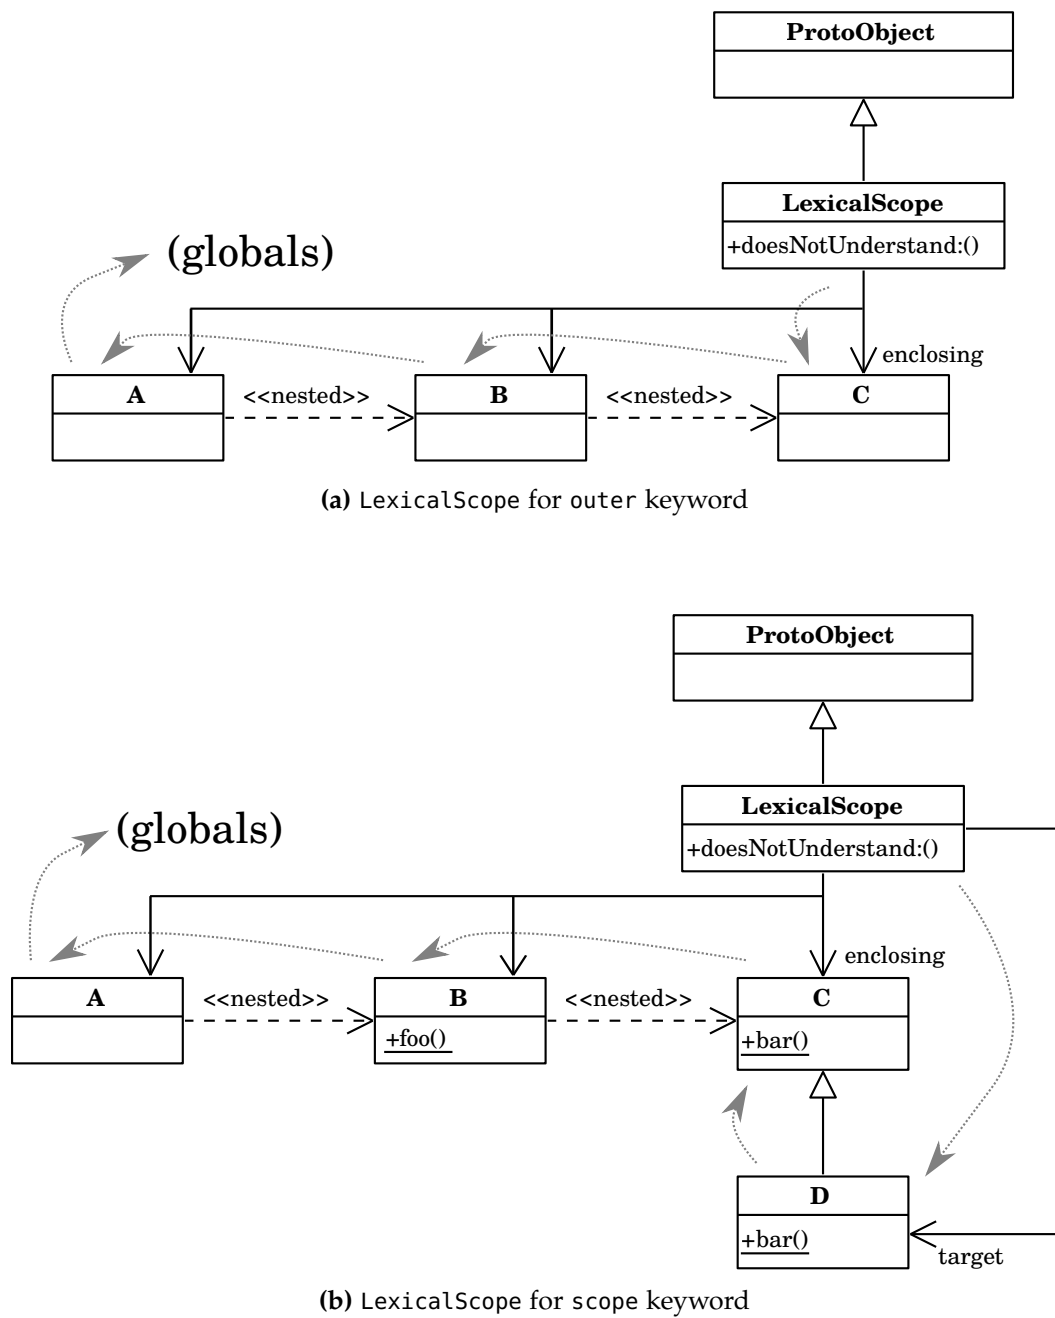 ProtoObject
LexicalScope
+doesNotUnderstand:()
(globals)
enclosing
A
<<nested>>
B
<<nested>>
C
(a) LexicalScope for outer keyword
ProtoObject
LexicalScope
+doesNotUnderstand:()
(globals)
enclosing
A
<<nested>>
B
<<nested>>
C
+foo()
+bar()
D
+bar()
target
(b) LexicalScope for scope keyword